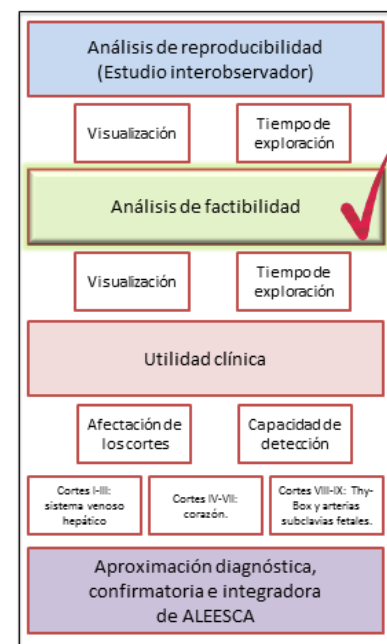 Análisis de reproducibilidad
(Estudio interobservador)
Visualización
Tiempo de
exploración
Análisis de factibilidad
Visualización
Tiempo de
exploración
Utilidad clínica
Afectación de
los cortes
Capacidad de
detección
Cortes I-III:
sistema venoso
hepático
Cortes IV-VII:
corazón.
Cortes VIII-IX: Thy-
Box y arterias
subclavias fetales.
Aproximación diagnóstica,
confirmatoria e integradora
de ALEESCA